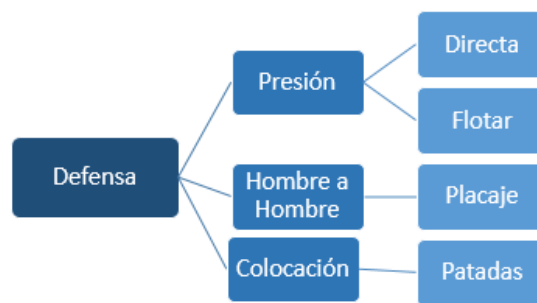 Defensa
Presión
Directa
Flotar
Hombre a
Hombre
Placaje
Colocación
Patadas